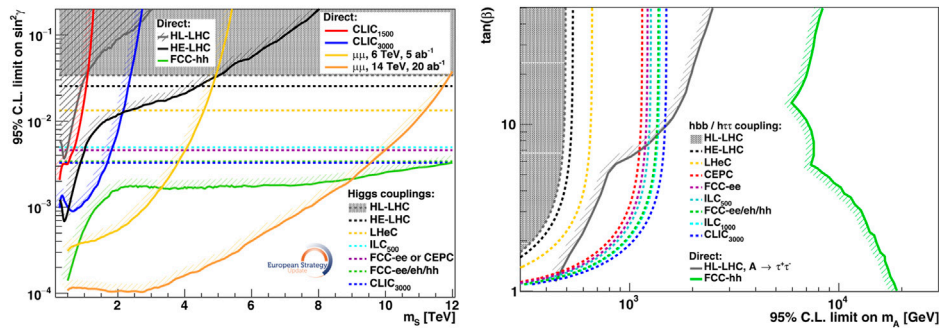 95% C.L. limit on sin²γ
10⁻¹
10⁻²
10⁻³
10⁻⁴
Direct:
HL-LHC
HE-LHC
FCC-hh
Direct:
CLIC₁₅₀₀
CLIC₃₀₀₀
μμ, 6 TeV, 5 ab⁻¹
μμ, 14 TeV, 20 ab⁻¹
Higgs couplings:
HL-LHC
HE-LHC
LHeC
ILC₅₀₀
FCC-ee or CEPC
FCC-ee/eh/hh
CLIC₃₀₀₀
European Strategy
Update
0 2 4 6 8 10 12
m_S [TeV]
tan(β)
10
1
hbb / hττ coupling:
HL-LHC
HE-LHC
LHeC
CEPC
FCC-ee
ILC₅₀₀
FCC-ee/eh/hh
ILC₁₀₀₀
CLIC₃₀₀₀
Direct:
HL-LHC, A → τ⁺τ⁻
FCC-hh
10³ 10⁴
95% C.L. limit on m_A [GeV]